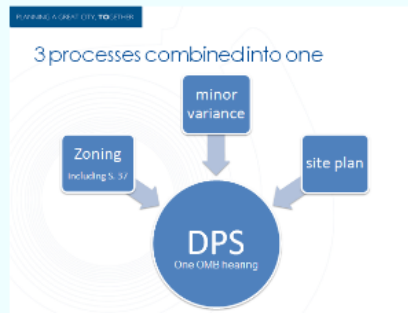 PLANNING A GREAT CITY, TOGETHER
3 processes combined into one
minor
variance
Zoning
including S. 37
site plan
DPS
One OMB hearing